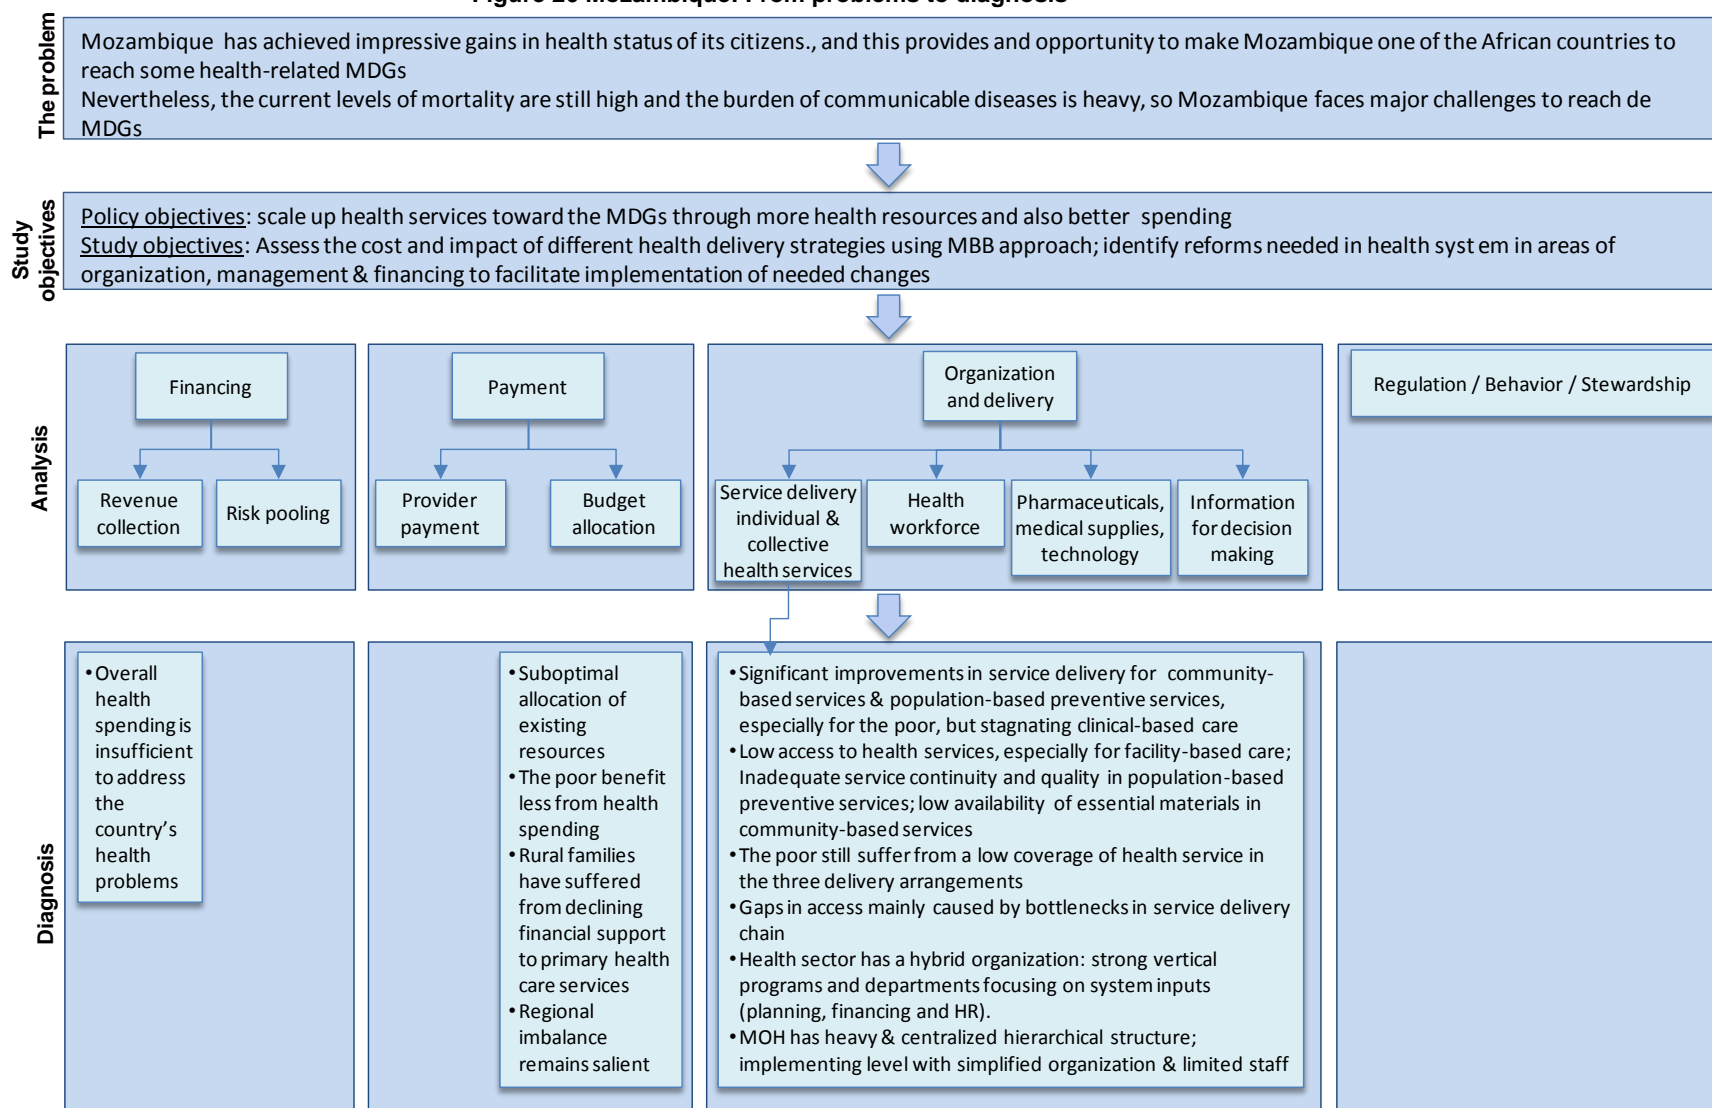 Figure 20 Mozambique: From problems to diagnosis
The problem
Mozambique has achieved impressive gains in health status of its citizens., and this provides and opportunity to make Mozambique one of the African countries to
reach some health-related MDGs
Nevertheless, the current levels of mortality are still high and the burden of communicable diseases is heavy, so Mozambique faces major challenges to reach de
MDGs
Study
objectives
Policy objectives: scale up health services toward the MDGs through more health resources and also better spending
Study objectives: Assess the cost and impact of different health delivery strategies using MBB approach; identify reforms needed in health syst em in areas of
organization, management & financing to facilitate implementation of needed changes
Analysis
Financing
Revenue
collection
Risk pooling
Payment
Provider
payment
Budget
allocation
Organization
and delivery
Service delivery
individual &
collective
health services
Health
workforce
Pharmaceuticals,
medical supplies,
technology
Information
for decision
making
Regulation / Behavior / Stewardship
Diagnosis
• Overall
health
spending is
insufficient
to address
the
country’s
health
problems
• Suboptimal
allocation of
existing
resources
• The poor benefit
less from health
spending
• Rural families
have suffered
from declining
financial support
to primary health
care services
• Regional
imbalance
remains salient
• Significant improvements in service delivery for community-
based services & population-based preventive services,
especially for the poor, but stagnating clinical-based care
• Low access to health services, especially for facility-based care;
Inadequate service continuity and quality in population-based
preventive services; low availability of essential materials in
community-based services
• The poor still suffer from a low coverage of health service in
the three delivery arrangements
• Gaps in access mainly caused by bottlenecks in service delivery
chain
• Health sector has a hybrid organization: strong vertical
programs and departments focusing on system inputs
(planning, financing and HR).
• MOH has heavy & centralized hierarchical structure;
implementing level with simplified organization & limited staff